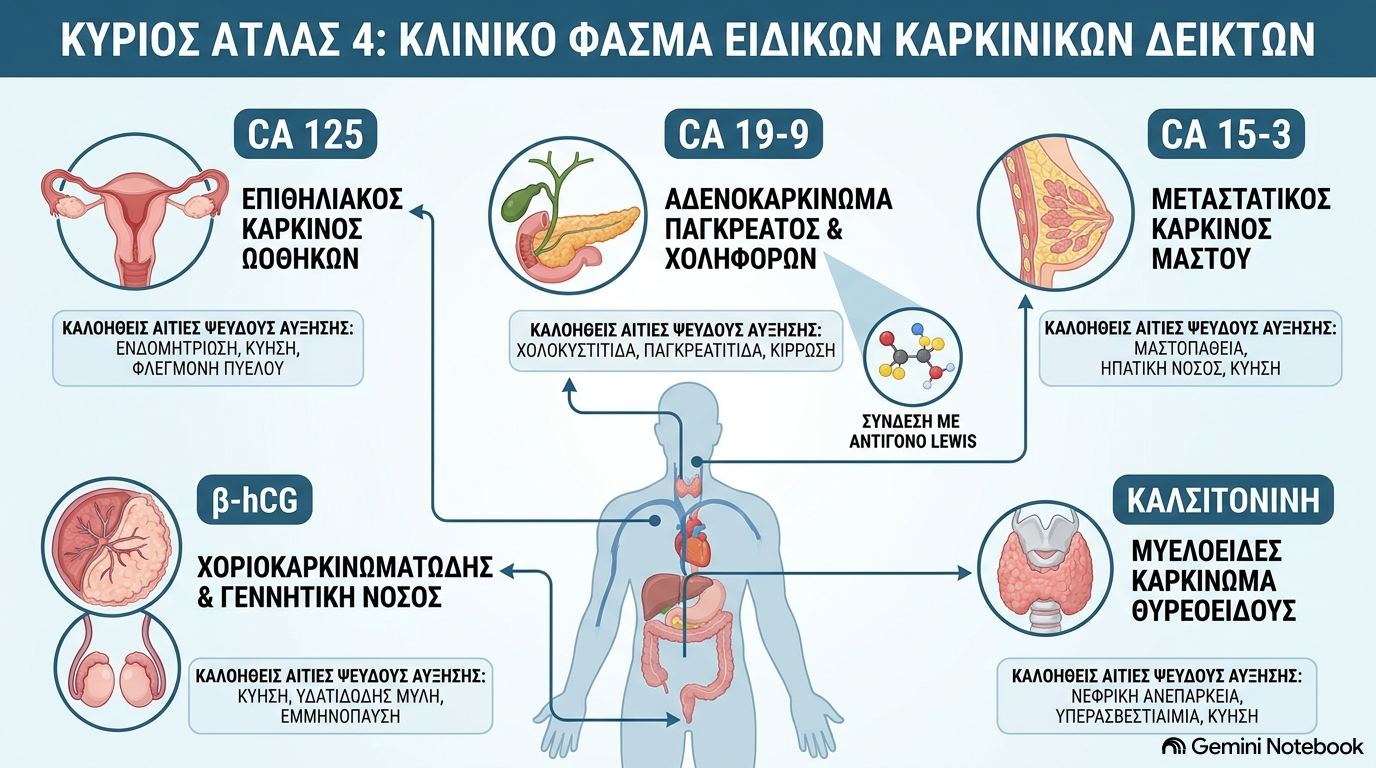 ΚΥΡΙΟΣ ΑΤΛΑΣ 4: ΚΛΙΝΙΚΟ ΦΑΣΜΑ ΕΙΔΙΚΩΝ ΚΑΡΚΙΝΙΚΩΝ ΔΕΙΚΤΩΝ
CA 125
ΕΠΙΘΗΛΙΑΚΟΣ
ΚΑΡΚΙΝΟΣ
ΩΟΘΗΚΩΝ
ΚΑΛΟΗΘΕΙΣ ΑΙΤΙΕΣ ΨΕΥΔΟΥΣ ΑΥΞΗΣΗΣ:
ΕΝΔΟΜΗΤΡΙΩΣΗ, ΚΥΗΣΗ,
ΦΛΕΓΜΟΝΗ ΠΥΕΛΟΥ
CA 19-9
ΑΔΕΝΟΚΑΡΚΙΝΩΜΑ
ΠΑΓΚΡΕΑΤΟΣ &
ΧΟΛΗΦΟΡΩΝ
ΚΑΛΟΗΘΕΙΣ ΑΙΤΙΕΣ ΨΕΥΔΟΥΣ ΑΥΞΗΣΗΣ:
ΧΟΛΟΚΥΣΤΙΤΙΔΑ, ΠΑΓΚΡΕΑΤΙΤΙΔΑ, ΚΙΡΡΩΣΗ
ΣΥΝΔΕΣΗ ΜΕ
ΑΝΤΙΓΟΝΟ LEWIS
CA 15-3
ΜΕΤΑΣΤΑΤΙΚΟΣ
ΚΑΡΚΙΝΟΣ
ΜΑΣΤΟΥ
ΚΑΛΟΗΘΕΙΣ ΑΙΤΙΕΣ ΨΕΥΔΟΥΣ ΑΥΞΗΣΗΣ:
ΜΑΣΤΟΠΑΘΕΙΑ,
ΗΠΑΤΙΚΗ ΝΟΣΟΣ, ΚΥΗΣΗ
β-hCG
ΧΟΡΙΟΚΑΡΚΙΝΩΜΑΤΩΔΗΣ
& ΓΕΝΝΗΤΙΚΗ ΝΟΣΟΣ
ΚΑΛΟΗΘΕΙΣ ΑΙΤΙΕΣ ΨΕΥΔΟΥΣ ΑΥΞΗΣΗΣ:
ΚΥΗΣΗ, ΥΔΑΤΙΔΩΔΗΣ ΜΥΛΗ,
ΕΜΜΗΝΟΠΑΥΣΗ
ΚΑΛΣΙΤΟΝΙΝΗ
ΜΥΕΛΟΕΙΔΕΣ
ΚΑΡΚΙΝΩΜΑ
ΘΥΡΕΟΕΙΔΟΥΣ
ΚΑΛΟΗΘΕΙΣ ΑΙΤΙΕΣ ΨΕΥΔΟΥΣ ΑΥΞΗΣΗΣ:
ΝΕΦΡΙΚΗ ΑΝΕΠΑΡΚΕΙΑ,
ΥΠΕΡΑΣΒΕΣΤΙΑΙΜΙΑ, ΚΥΗΣΗ
Gemini Notebook